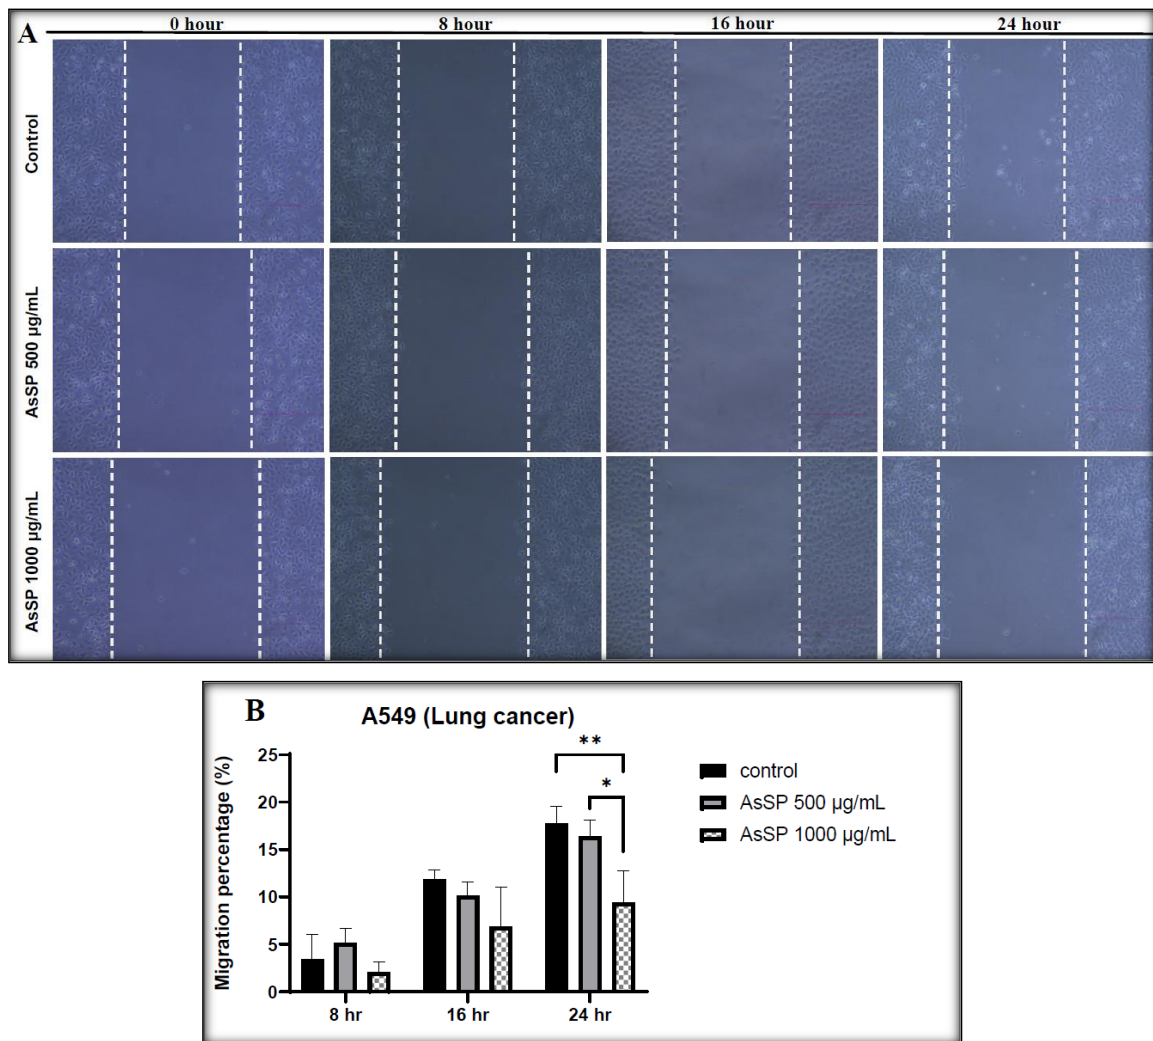 A
0 hour
8 hour
16 hour
24 hour
Control
AsSP 500 µg/mL
AsSP 1000 µg/mL
B
A549 (Lung cancer)
Migration percentage (%)
25
20
15
10
5
0
8 hr
16 hr
24 hr
**
*
control
AsSP 500 µg/mL
AsSP 1000 µg/mL